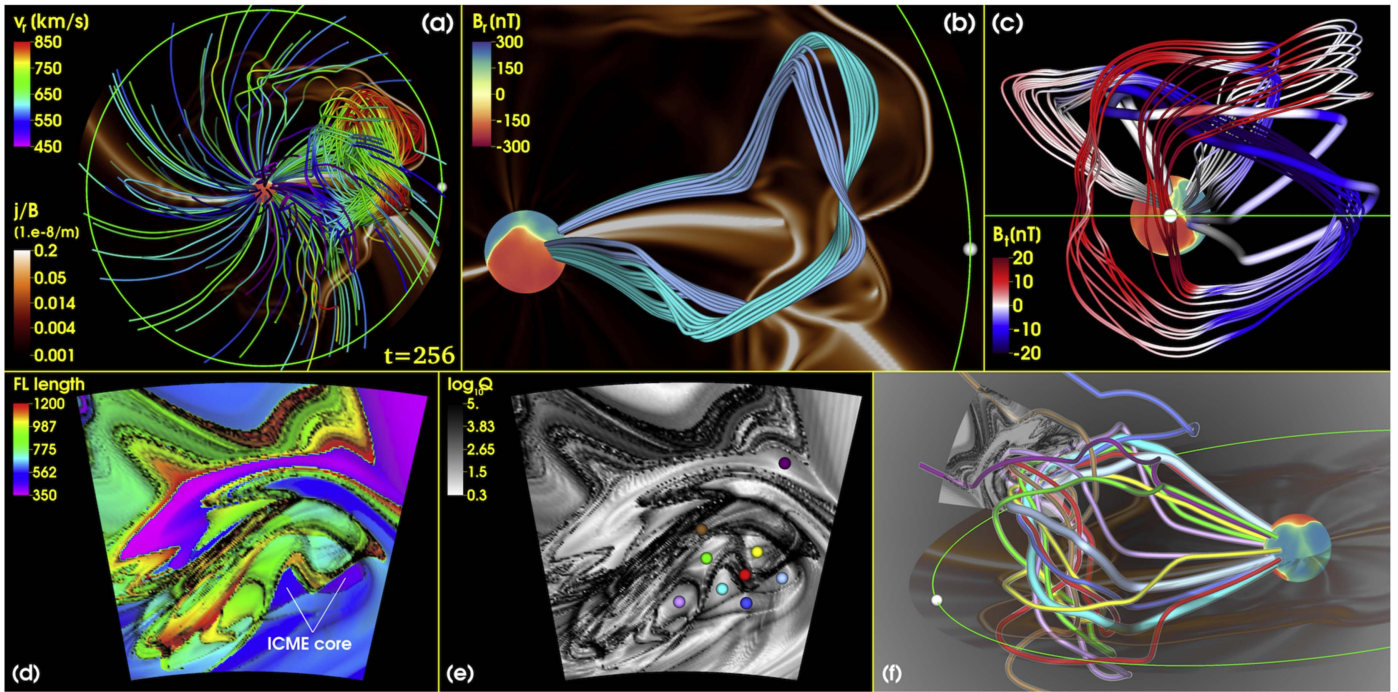 v_r (km/s)
850
750
650
550
450
j/B
(1.e-8/m)
0.2
0.05
0.014
0.004
0.001
(a)
t=256
B_r (nT)
300
150
0
-150
-300
(b)
(c)
B_t (nT)
20
10
0
-10
-20
FL length
1200
987
775
562
350
ICME core
(d)
log_10 Q
5.
3.83
2.65
1.5
0.3
(e)
(f)